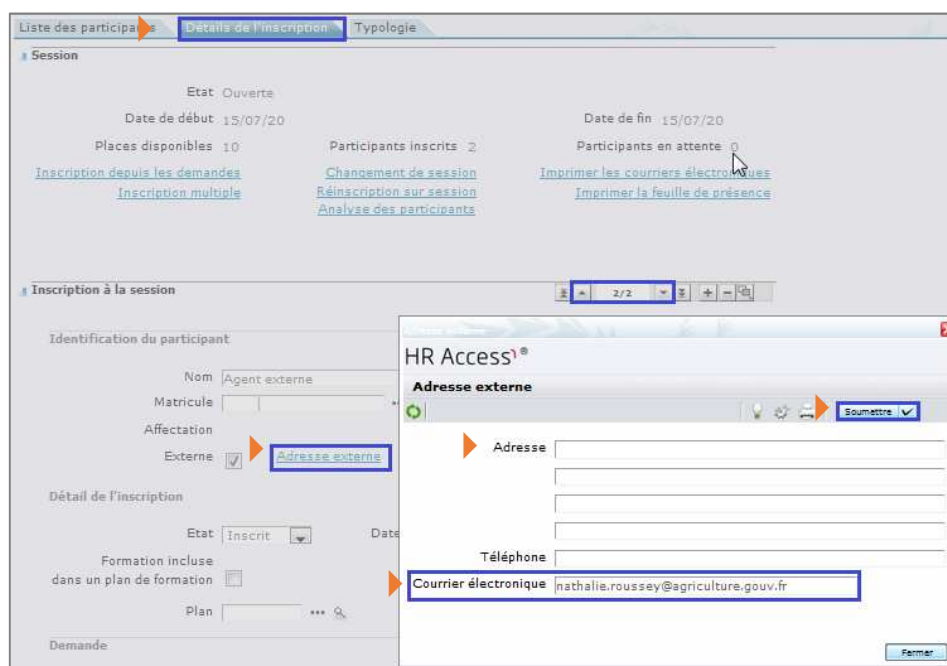 Liste des participants Détails de l'inscription Typologie
Session
Etat Ouverte
Date de début 15/07/20 Date de fin 15/07/20
Places disponibles 10 Participants inscrits 2 Participants en attente 0
Inscription depuis les demandes Changement de session Imprimer les courriers électroniques
Inscription multiple Réinscription sur session Imprimer la feuille de présence
Analyse des participants
Inscription à la session 2/2
Identification du participant
Nom Agent externe
Matricule
Affectation
Externe Adresse externe
Détail de l'inscription
Etat Inscrit Date
Formation incluse
dans un plan de formation
Plan
Demande
HR Access®
Adresse externe
Soumettre
Adresse
Téléphone
Courrier électronique nathalie.roussey@agriculture.gouv.fr
Fermer